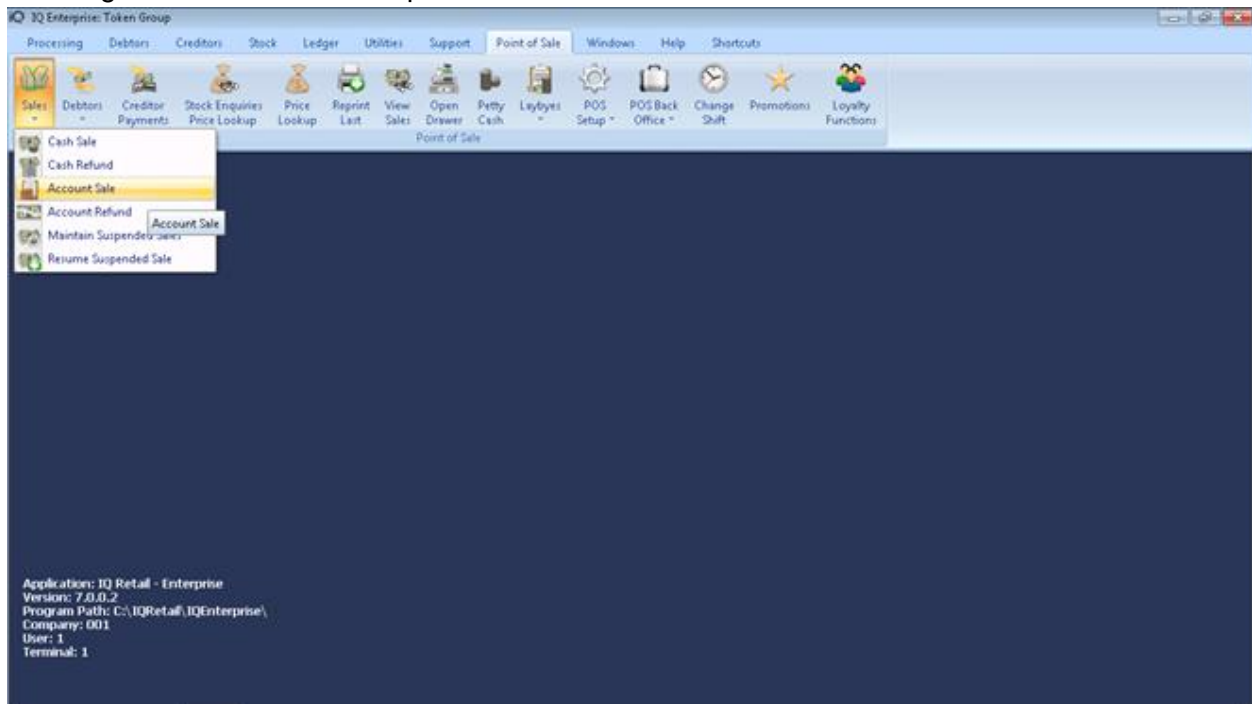 IQ Enterprise: Token Group
Processing Debtors Creditors Stock Ledger Utilities Support Point of Sale Windows Help Shortcuts
Sales Debtors Creditor Payments Stock Enquiries Price Lookup Price Lookup Reprint Last View Sales Open Drawer Petty Cash Laybyes POS Setup POS Back Office Change Shift Promotions Loyalty Functions
Point of Sale
Cash Sale
Cash Refund
Account Sale
Account Refund
Account Sale
Maintain Suspended Sales
Resume Suspended Sale
Application: IQ Retail - Enterprise
Version: 7.0.0.2
Program Path: C:\IQRetail\IQEnterprise\
Company: 001
User: 1
Terminal: 1